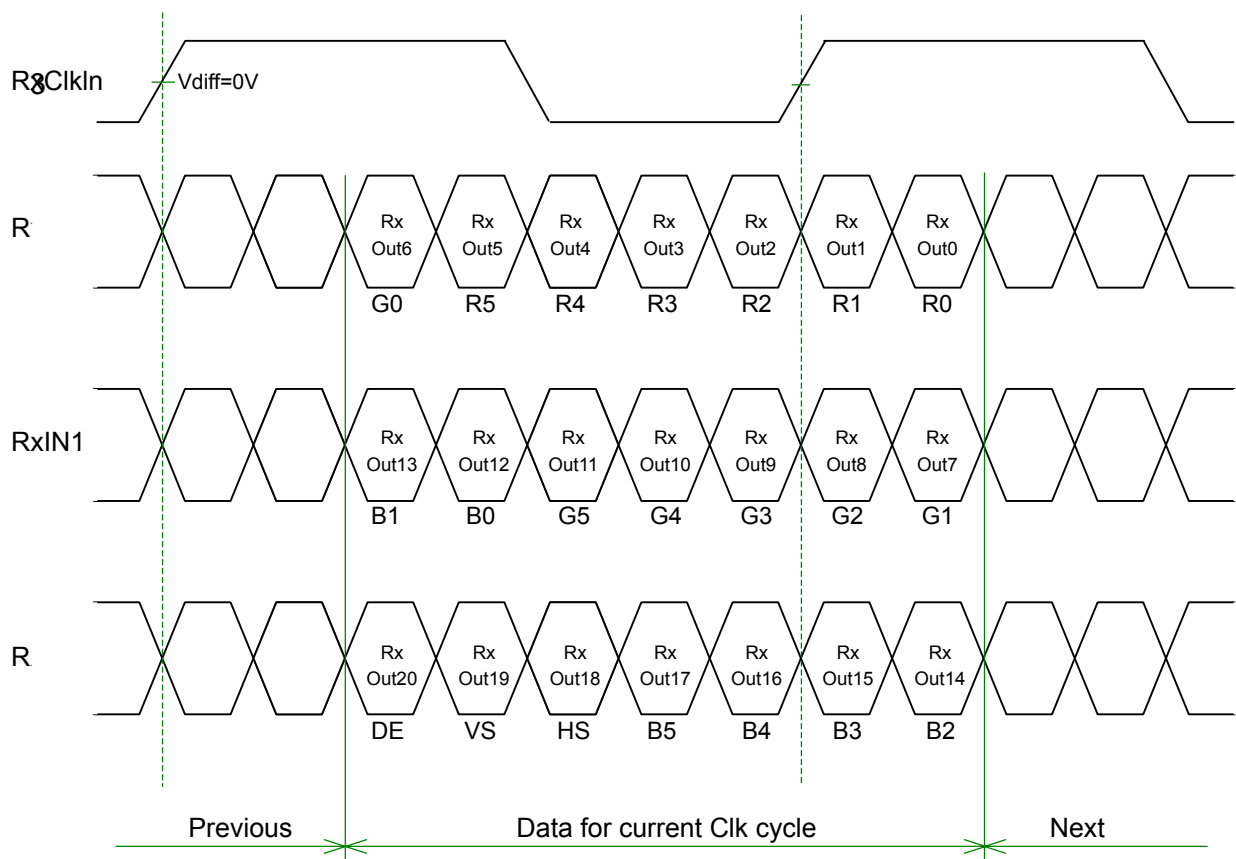 Vdiff=0V
R
Rx Rx Rx Rx Rx Rx Rx
Out6 Out5 Out4 Out3 Out2 Out1 Out0
G0 R5 R4 R3 R2 R1 R0
RxIN1
Rx Rx Rx Rx Rx Rx Rx
Out13 Out12 Out11 Out10 Out9 Out8 Out7
B1 B0 G5 G4 G3 G2 G1
R
Rx Rx Rx Rx Rx Rx Rx
Out20 Out19 Out18 Out17 Out16 Out15 Out14
DE VS HS B5 B4 B3 B2
Previous Data for current Clk cycle Next